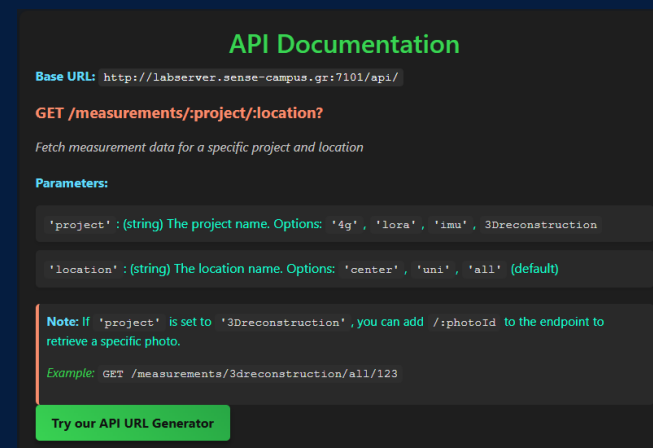 API Documentation
Base URL: http://labserver.sense-campus.gr:7101/api/
GET /measurements/:project/:location?
Fetch measurement data for a specific project and location
Parameters:
'project' : (string) The project name. Options: '4g' , 'lora' , 'imu' , 3Dreconstruction
'location' : (string) The location name. Options: 'center' , 'uni' , 'all' (default)
Note: If 'project' is set to '3Dreconstruction' , you can add /:photoId to the endpoint to
retrieve a specific photo.
Example: GET /measurements/3dreconstruction/all/123
Try our API URL Generator